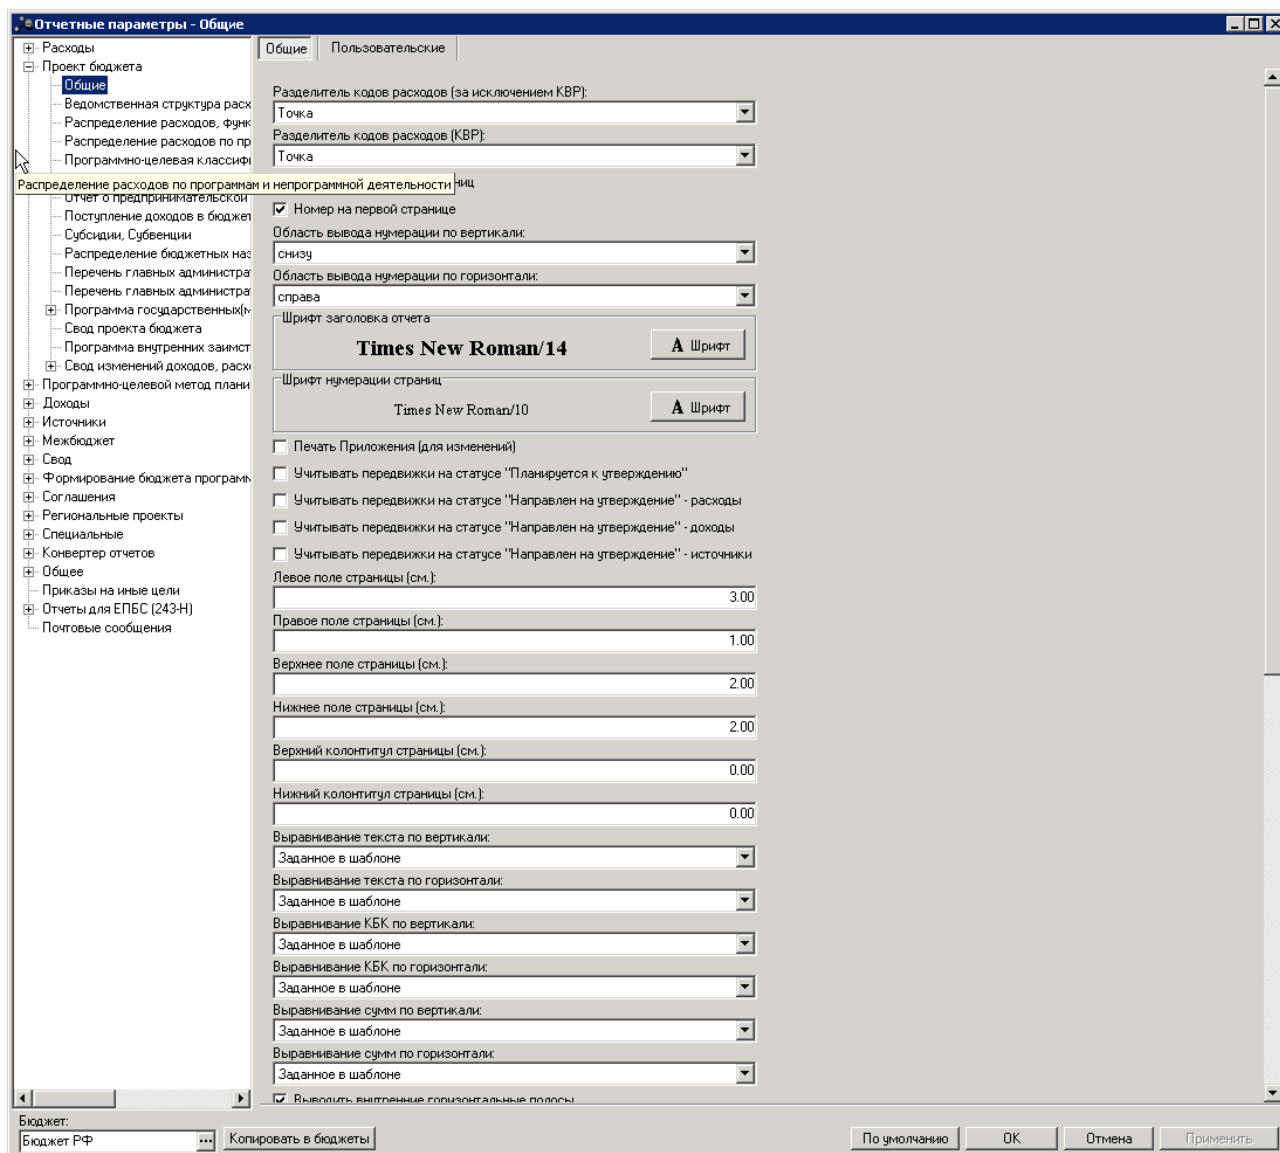 Отчетные параметры - Общие
Расходы
Проект бюджета
Общие
Ведомственная структура расх
Распределение расходов, функ
Распределение расходов по пр
Программно-целевая классифи
Распределение расходов по программам и непрограммной деятельности
Отчет о предпринимательской
Поступление доходов в бюджет
Субсидии, Субвенции
Распределение бюджетных наз
Перечень главных администра
Перечень главных администра
Программа государственных(м
Свод проекта бюджета
Программа внутренних заимст
Свод изменений доходов, расх
Программно-целевой метод плани
Доходы
Источники
Межбюджет
Свод
Формирование бюджета программ
Соглашения
Региональные проекты
Специальные
Конвертер отчетов
Общее
Приказы на иные цели
Отчеты для ЕПБС (243-Н)
Почтовые сообщения
Общие
Пользовательские
Разделитель кодов расходов (за исключением КВР):
Точка
Разделитель кодов расходов (КВР):
Точка
ниц
Номер на первой странице
Область вывода нумерации по вертикали:
снизу
Область вывода нумерации по горизонтали:
справа
Шрифт заголовка отчета
Times New Roman/14
А Шрифт
Шрифт нумерации страниц
Times New Roman/10
А Шрифт
Печать Приложения (для изменений)
Учитывать передвижки на статусе "Планируется к утверждению"
Учитывать передвижки на статусе "Направлен на утверждение" - расходы
Учитывать передвижки на статусе "Направлен на утверждение" - доходы
Учитывать передвижки на статусе "Направлен на утверждение" - источники
Левое поле страницы (см.):
3.00
Правое поле страницы (см.):
1.00
Верхнее поле страницы (см.):
2.00
Нижнее поле страницы (см.):
2.00
Верхний колонтитул страницы (см.):
0.00
Нижний колонтитул страницы (см.):
0.00
Выравнивание текста по вертикали:
Заданное в шаблоне
Выравнивание текста по горизонтали:
Заданное в шаблоне
Выравнивание КБК по вертикали:
Заданное в шаблоне
Выравнивание КБК по горизонтали:
Заданное в шаблоне
Выравнивание сумм по вертикали:
Заданное в шаблоне
Выравнивание сумм по горизонтали:
Заданное в шаблоне
Выводить внутренние горизонтальные полосы
Бюджет:
Бюджет РФ
...
Копировать в бюджеты
По умолчанию
ОК
Отмена
Применить